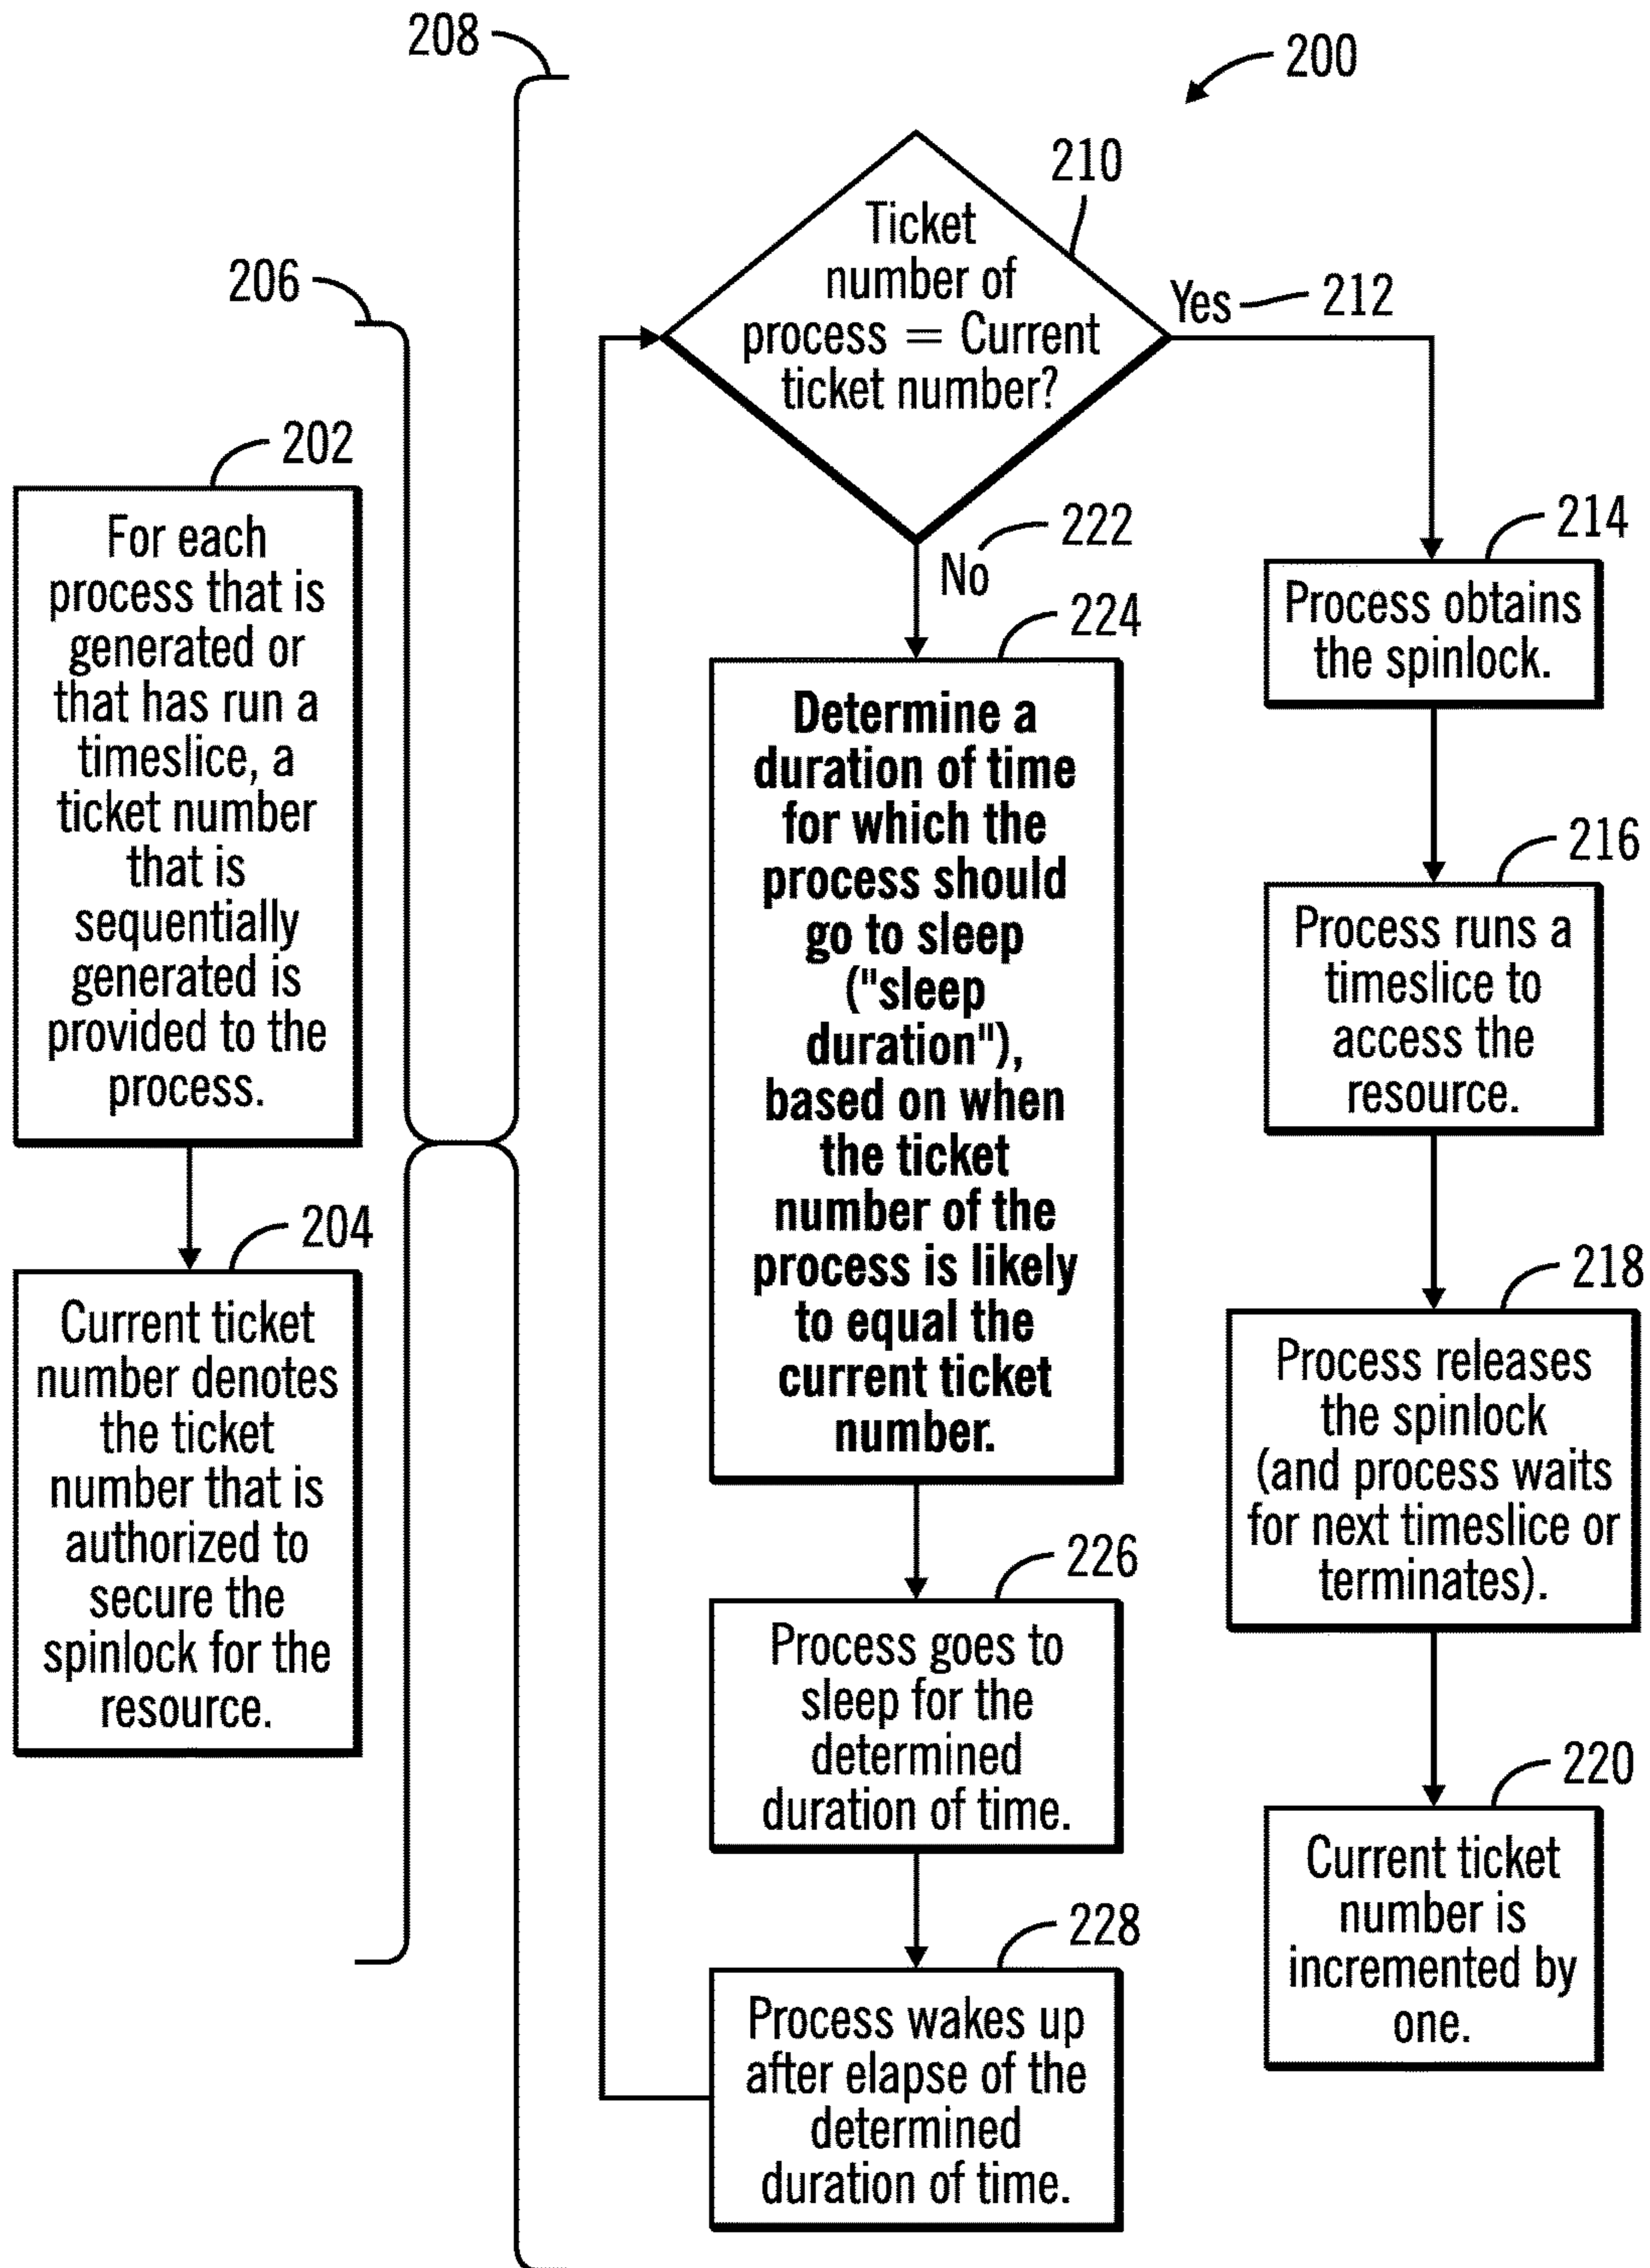 208
200
210
Ticket
number of
process = Current
ticket number?
Yes
212
206
202
For each
process that is
generated or
that has run a
timeslice, a
ticket number
that is
sequentially
generated is
provided to the
process.
204
Current ticket
number denotes
the ticket
number that is
authorized to
secure the
spinlock for the
resource.
222
No
224
Determine a
duration of time
for which the
process should
go to sleep
("sleep
duration"),
based on when
the ticket
number of the
process is likely
to equal the
current ticket
number.
226
Process goes to
sleep for the
determined
duration of time.
228
Process wakes up
after elapse of the
determined
duration of time.
214
Process obtains
the spinlock.
216
Process runs a
timeslice to
access the
resource.
218
Process releases
the spinlock
(and process waits
for next timeslice or
terminates).
220
Current ticket
number is
incremented by
one.